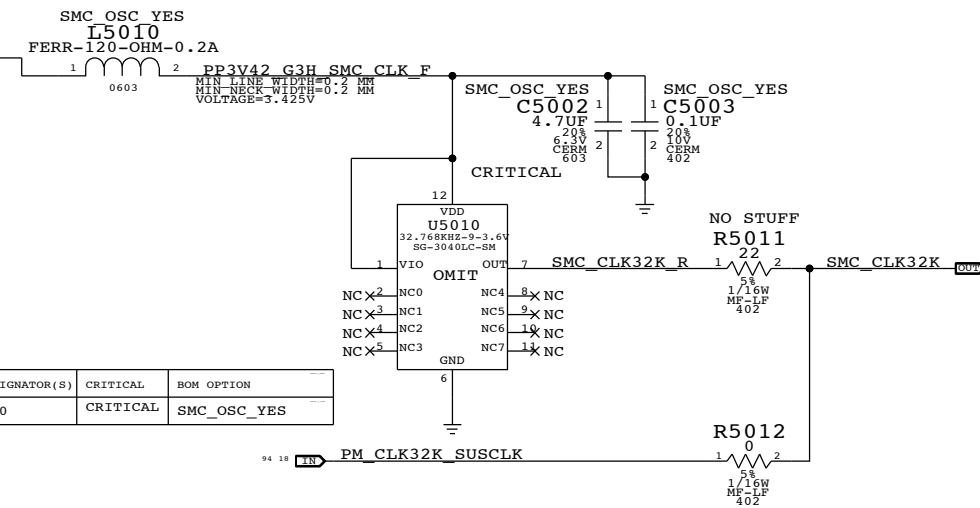 SMC_OSC_YES
L5010
FERR-120-OHM-0.2A
1
2
0603
PP3V42_G3H_SMC_CLK_F
MIN_LINE_WIDTH=0.2 MM
MIN_NECK_WIDTH=0.2 MM
VOLTAGE=3.425V
SMC_OSC_YES
C5002
4.7UF
20%
6.3V
CERM
603
1
2
SMC_OSC_YES
C5003
0.1UF
20%
10V
CERM
402
1
2
CRITICAL
12
VDD
U5010
32.768KHZ-9-3.6V
SG-3040LC-SM
1
VIO
OUT
7
OMIT
NC
2
NC0
NC4
8
NC
NC
3
NC1
NC5
9
NC
NC
4
NC2
NC6
10
NC
NC
5
NC3
NC7
11
NC
GND
6
SMC_CLK32K_R
NO STUFF
R5011
22
1
2
5%
1/16W
MF-LF
402
SMC_CLK32K
OUT
IGNATOR(S) CRITICAL BOM OPTION
0 CRITICAL SMC_OSC_YES
94 18
IN
PM_CLK32K_SUSCLK
R5012
0
1
2
5%
1/16W
MF-LF
402